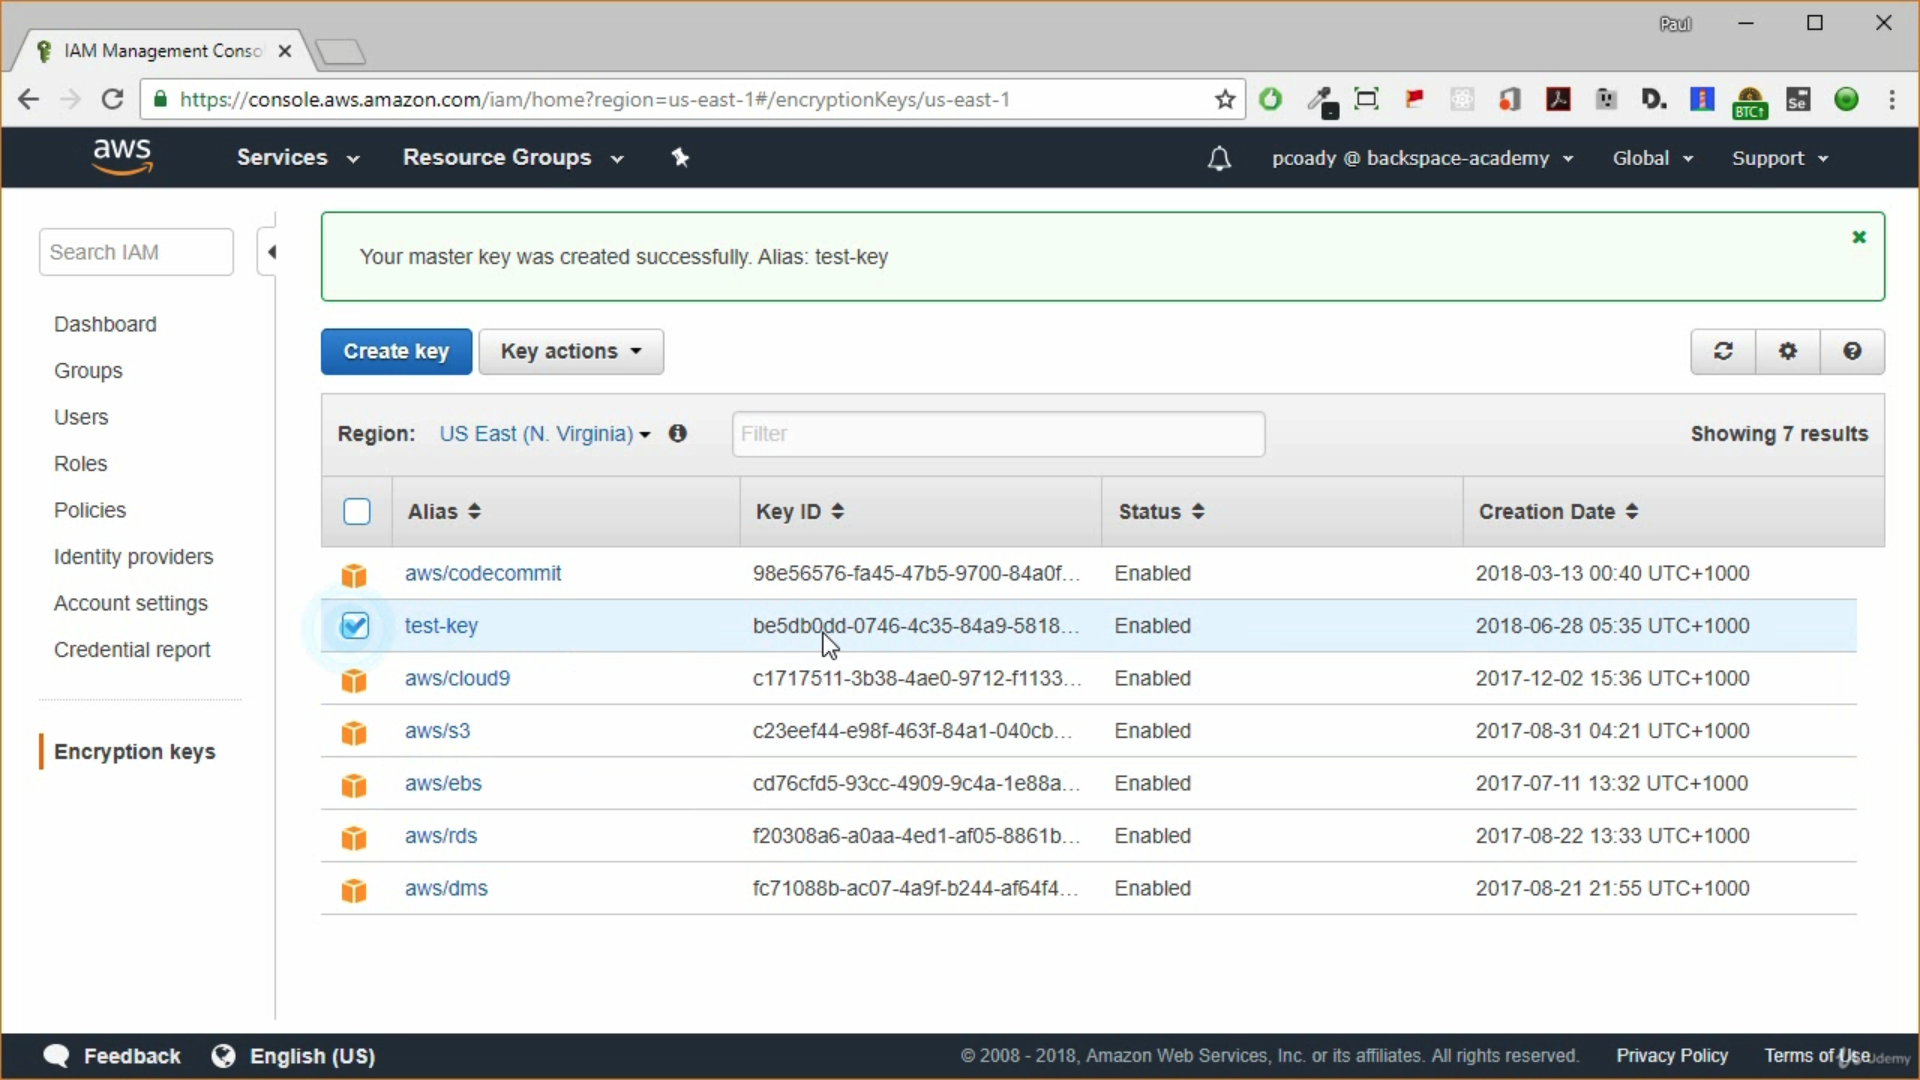 Paul
IAM Management Conso
https://console.aws.amazon.com/iam/home?region=us-east-1#/encryptionKeys/us-east-1
D.
BTC↑
Se
aws
Services
Resource Groups
pcoady @ backspace-academy
Global
Support
Search IAM
Dashboard
Groups
Users
Roles
Policies
Identity providers
Account settings
Credential report
Encryption keys
Your master key was created successfully. Alias: test-key
Create key
Key actions
Region: US East (N. Virginia)
Filter
Showing 7 results
Alias Key ID Status Creation Date
aws/codecommit 98e56576-fa45-47b5-9700-84a0f... Enabled 2018-03-13 00:40 UTC+1000
test-key be5db0dd-0746-4c35-84a9-5818... Enabled 2018-06-28 05:35 UTC+1000
aws/cloud9 c1717511-3b38-4ae0-9712-f1133... Enabled 2017-12-02 15:36 UTC+1000
aws/s3 c23eef44-e98f-463f-84a1-040cb... Enabled 2017-08-31 04:21 UTC+1000
aws/ebs cd76cfd5-93cc-4909-9c4a-1e88a... Enabled 2017-07-11 13:32 UTC+1000
aws/rds f20308a6-a0aa-4ed1-af05-8861b... Enabled 2017-08-22 13:33 UTC+1000
aws/dms fc71088b-ac07-4a9f-b244-af64f4... Enabled 2017-08-21 21:55 UTC+1000
Feedback
English (US)
© 2008 - 2018, Amazon Web Services, Inc. or its affiliates. All rights reserved.
Privacy Policy
Terms of Use
Udemy